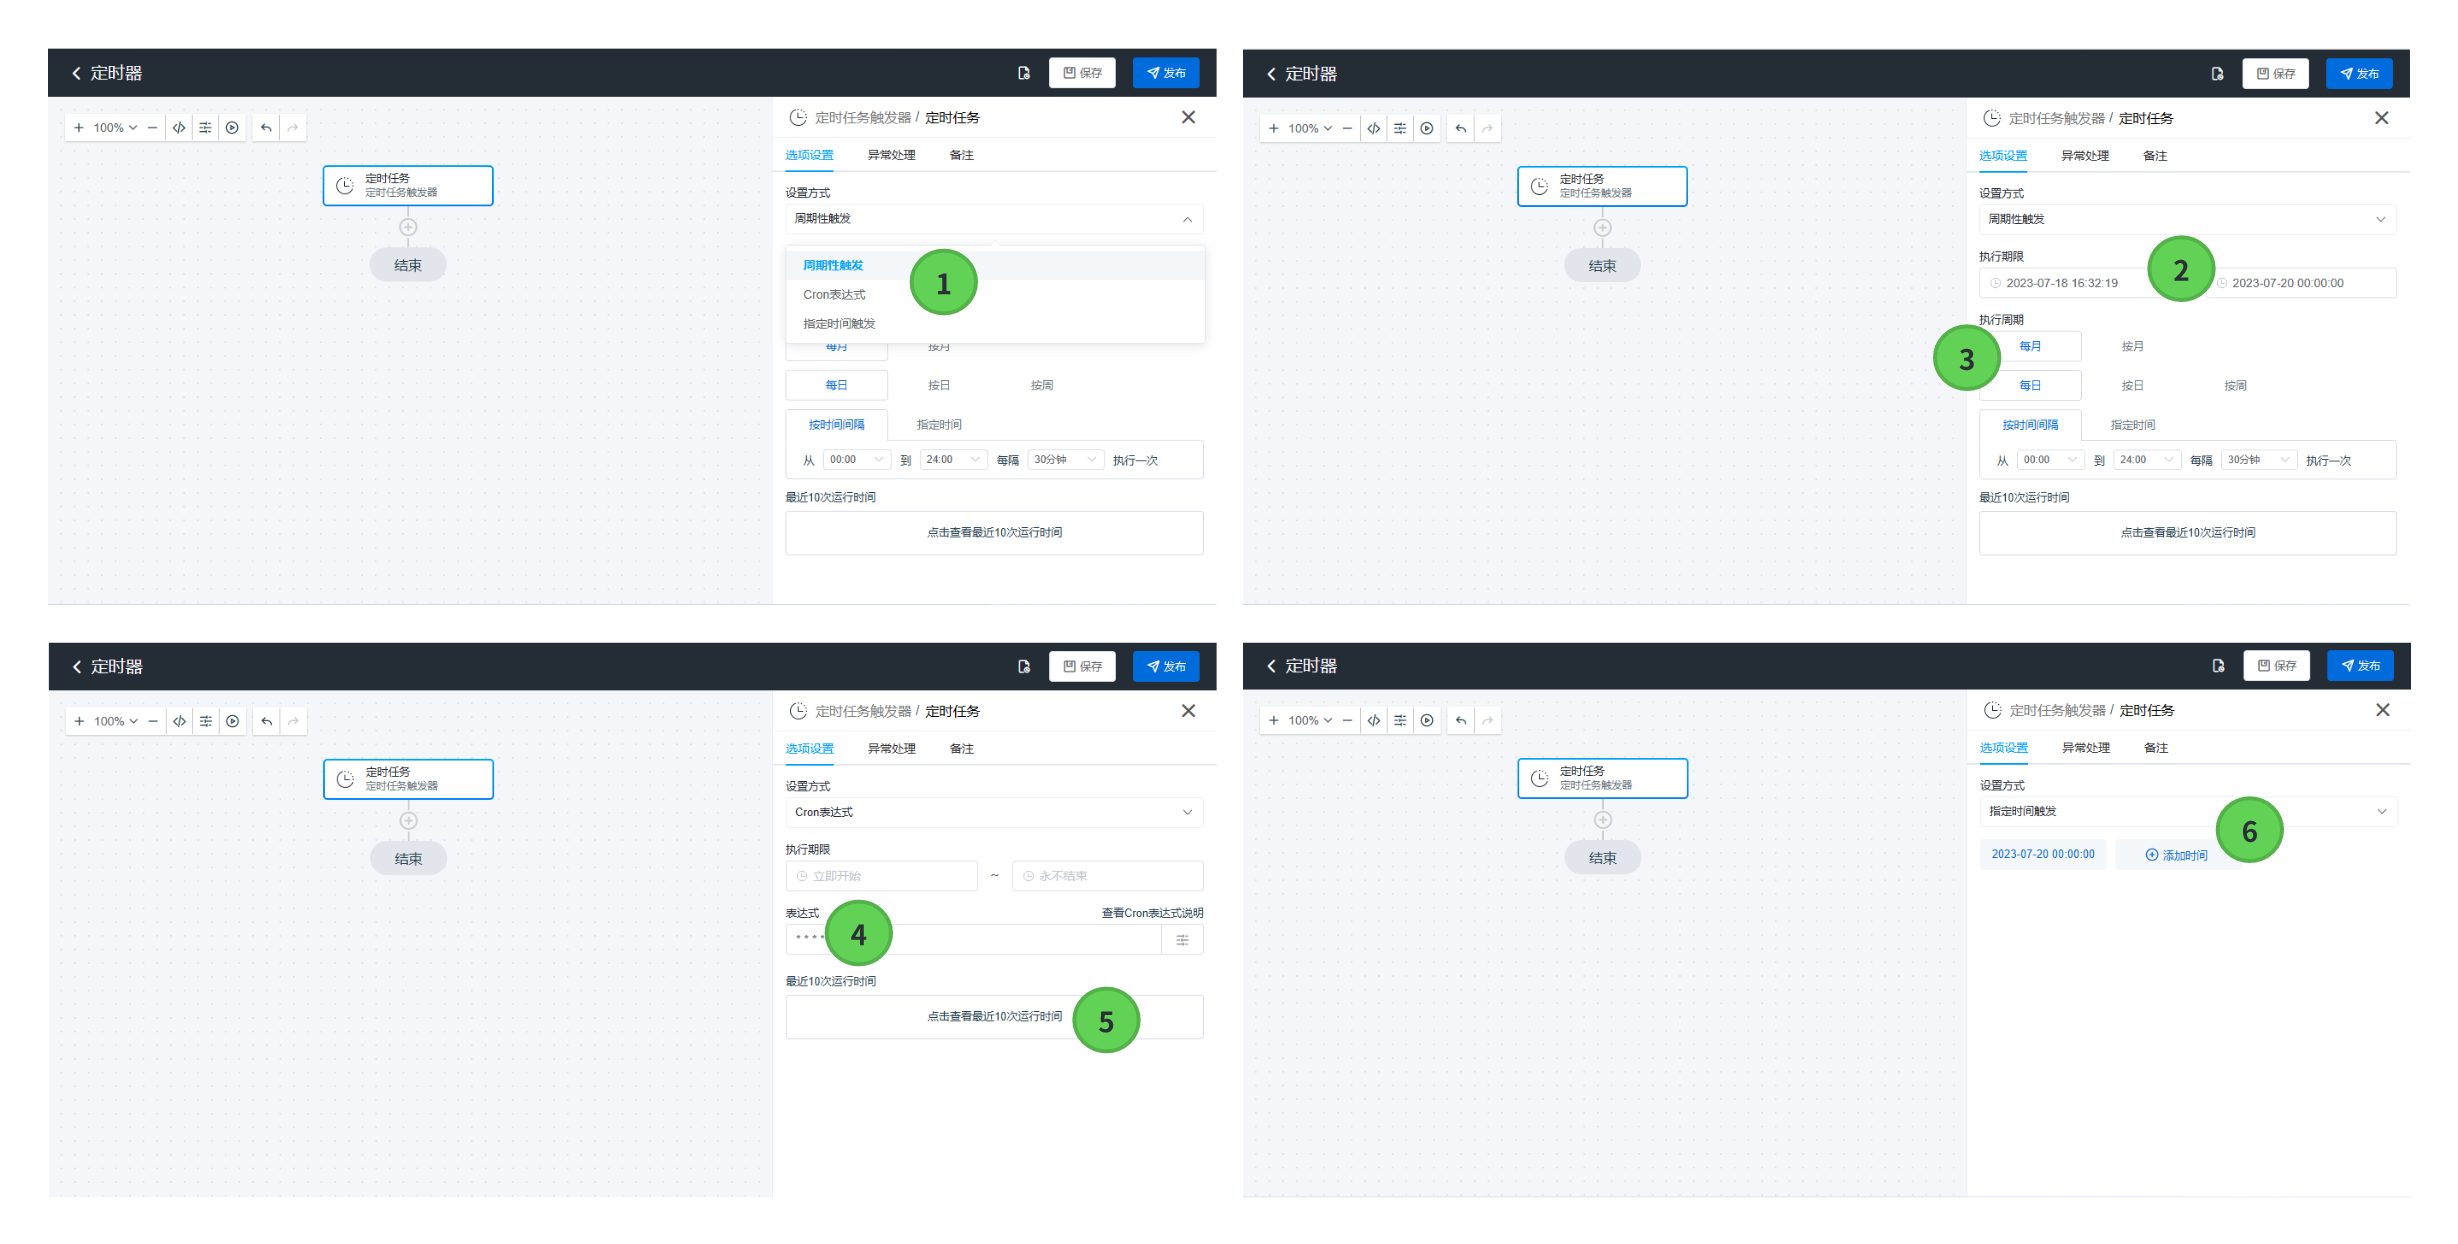 定时器
保存
发布
100%
定时任务
定时任务触发器
结束
定时任务触发器 / 定时任务
选项设置 异常处理 备注
设置方式
周期性触发
周期性触发
Cron表达式
指定时间触发
1
每月 按月
每日 按日 按周
按时间间隔 指定时间
从 00:00 到 24:00 每隔 30分钟 执行一次
最近10次运行时间
点击查看最近10次运行时间
定时器
保存
发布
100%
定时任务
定时任务触发器
结束
定时任务触发器 / 定时任务
选项设置 异常处理 备注
设置方式
周期性触发
执行期限
2023-07-18 16:32:19 2 2023-07-20 00:00:00
执行周期
3
每月 按月
每日 按日 按周
按时间间隔 指定时间
从 00:00 到 24:00 每隔 30分钟 执行一次
最近10次运行时间
点击查看最近10次运行时间
定时器
保存
发布
100%
定时任务
定时任务触发器
结束
定时任务触发器 / 定时任务
选项设置 异常处理 备注
设置方式
Cron表达式
执行期限
立即开始 ~ 永不结束
表达式 查看Cron表达式说明
* * * * 4
最近10次运行时间
点击查看最近10次运行时间 5
定时器
保存
发布
100%
定时任务
定时任务触发器
结束
定时任务触发器 / 定时任务
选项设置 异常处理 备注
设置方式
指定时间触发
6
2023-07-20 00:00:00 添加时间